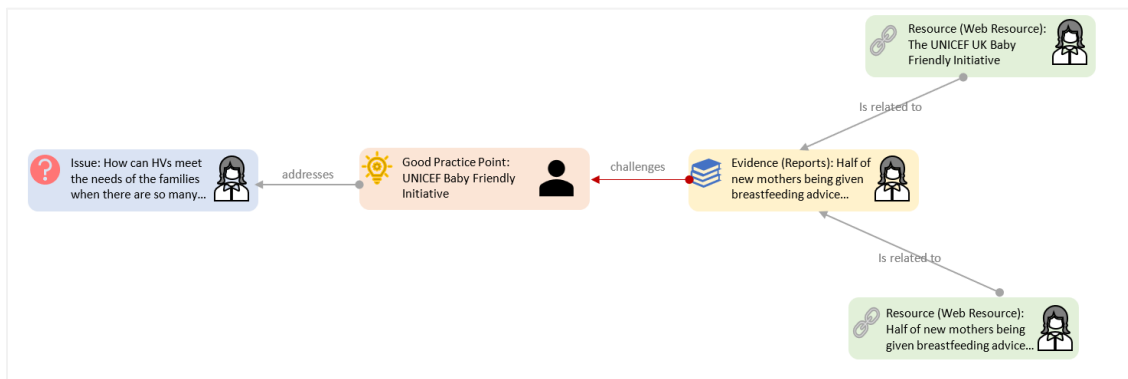 Resource (Web Resource):
The UNICEF UK Baby
Friendly Initiative
Is related to
Issue: How can HVs meet
the needs of the families
when there are so many...
addresses
Good Practice Point:
UNICEF Baby Friendly
Initiative
challenges
Evidence (Reports): Half of
new mothers being given
breastfeeding advice...
Is related to
Resource (Web Resource):
Half of new mothers being
given breastfeeding advice...